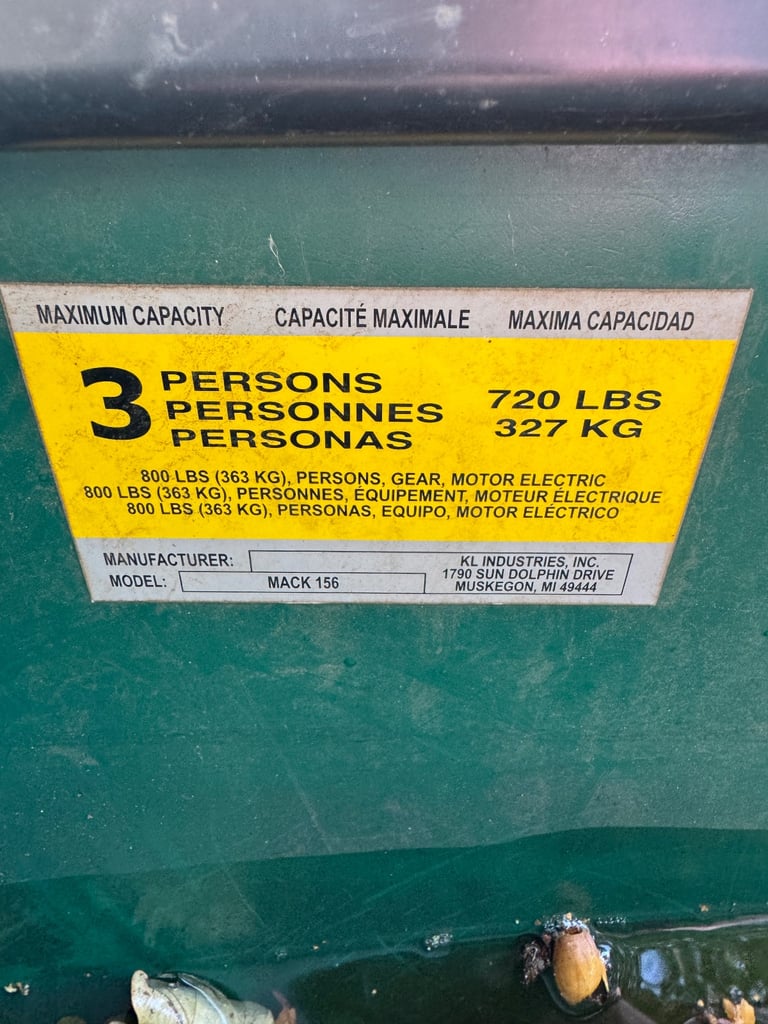 MAXIMUM CAPACITY CAPACITÉ MAXIMALE MAXIMA CAPACIDAD
3 PERSONS
PERSONNES
PERSONAS
720 LBS
327 KG
800 LBS (363 KG), PERSONS, GEAR, MOTOR ELECTRIC
800 LBS (363 KG), PERSONNES, ÉQUIPEMENT, MOTEUR ÉLECTRIQUE
800 LBS (363 KG), PERSONAS, EQUIPO, MOTOR ELÉCTRICO
MANUFACTURER: KL INDUSTRIES, INC.
1790 SUN DOLPHIN DRIVE
MUSKEGON, MI 49444
MODEL: MACK 156